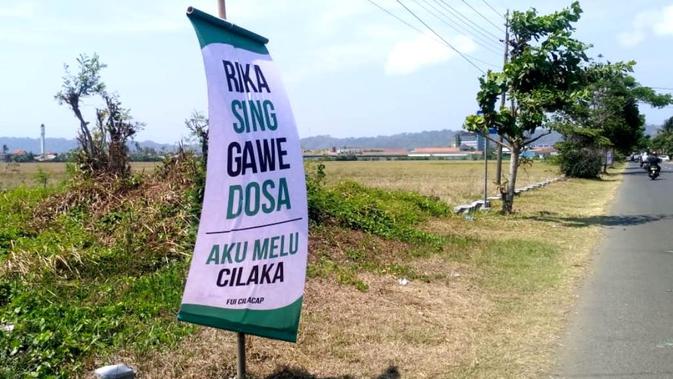 RIKA
SING
GAWE
DOSA
AKU MELU
CILAKA
FUI CILACAP